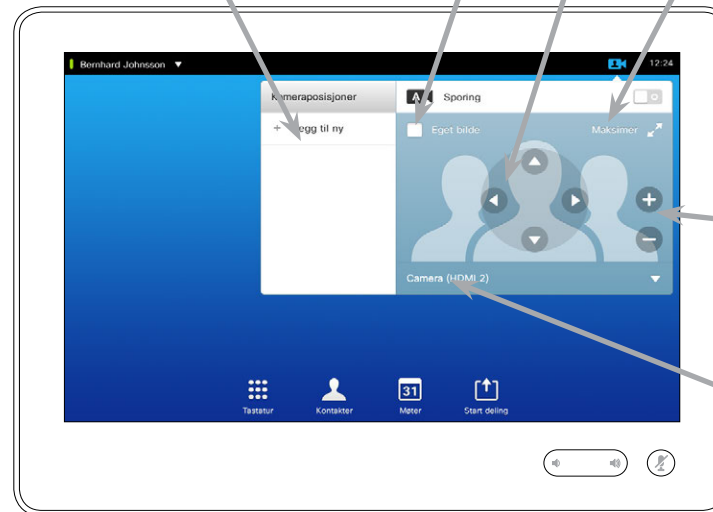 Bernhard Johnsson
12:24
Kameraposisjoner
Sporing
+ Legg til ny
Eget bilde
Maksimer
Camera (HDMI 2)
31
Tastatur
Kontakter
Møter
Start deling